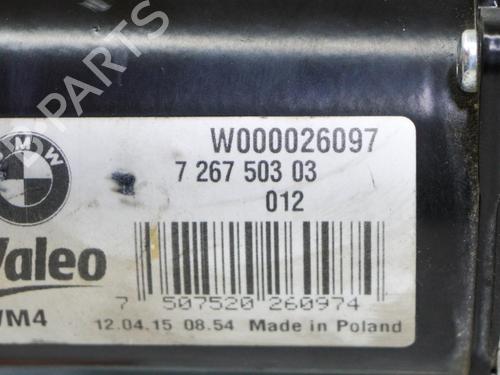 B-PARTS
BMW
W000026097
7 267 503 03
012
Valeo
7 507520 260974
WM4
12.04.15 08.54 Made in Poland